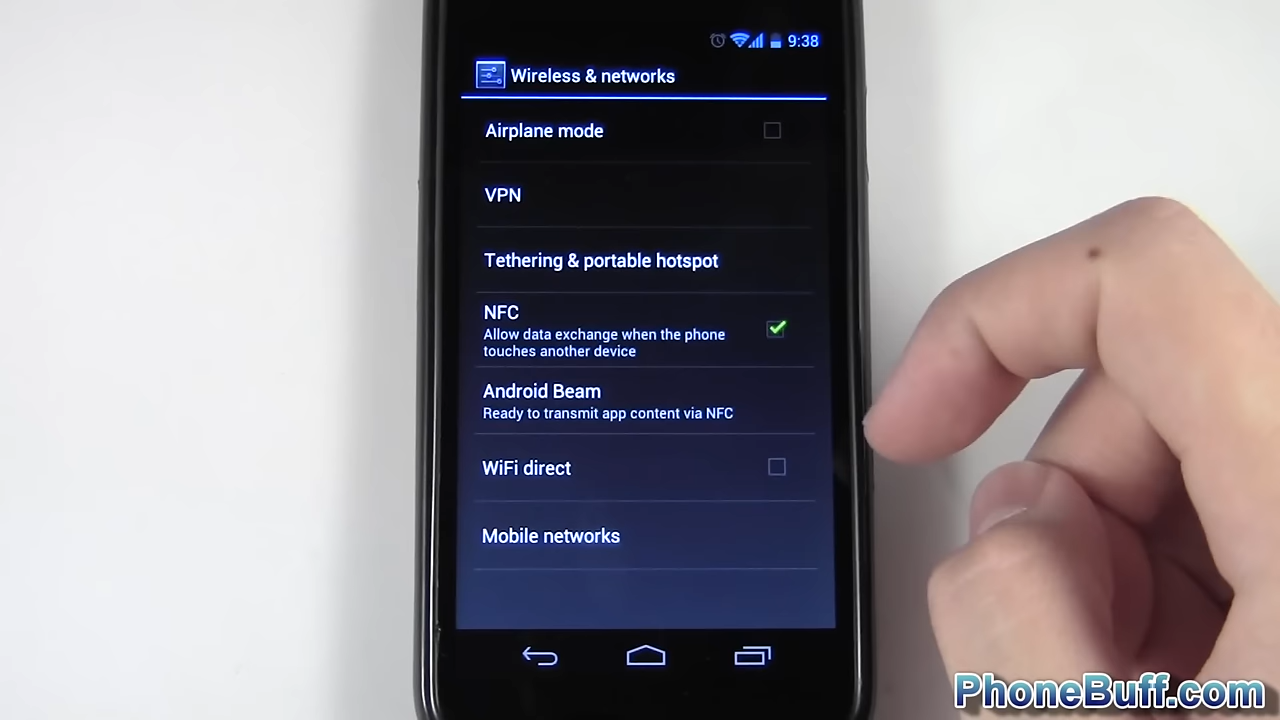 9:38
Wireless & networks
Airplane mode
VPN
Tethering & portable hotspot
NFC
Allow data exchange when the phone
touches another device
Android Beam
Ready to transmit app content via NFC
WiFi direct
Mobile networks
PhoneBuff.com